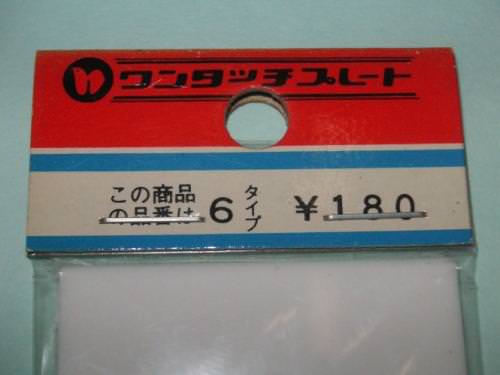 ワンタッチプレート
この商品
の品番は 6 タイプ ¥180